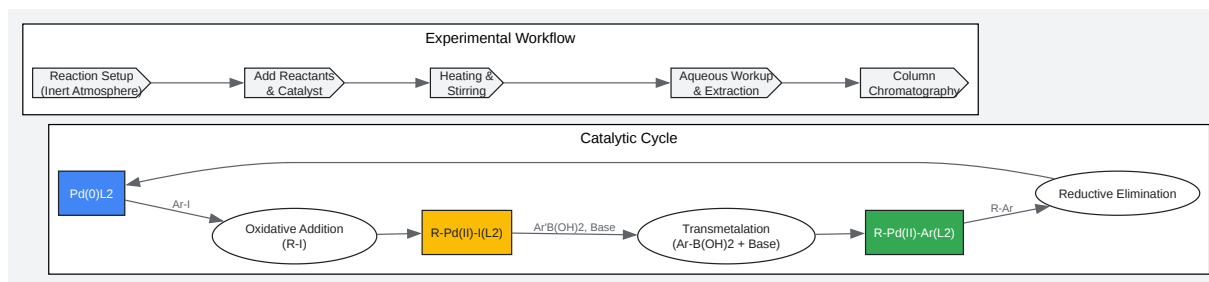 Experimental Workflow
Reaction Setup
(Inert Atmosphere)
Add Reactants
& Catalyst
Heating &
Stirring
Aqueous Workup
& Extraction
Column
Chromatography
Catalytic Cycle
Pd(0)L2
Ar-I
Oxidative Addition
(R-I)
R-Pd(II)-I(L2)
Ar'B(OH)2, Base
Transmetalation
(Ar-B(OH)2 + Base)
R-Pd(II)-Ar(L2)
R-Ar
Reductive Elimination